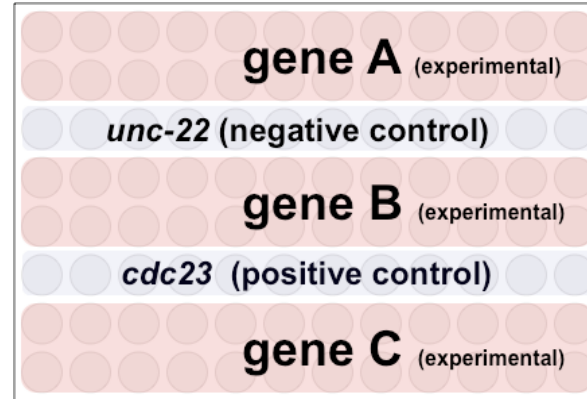 gene A (experimental)
unc-22 (negative control)
gene B (experimental)
cdc23 (positive control)
gene C (experimental)